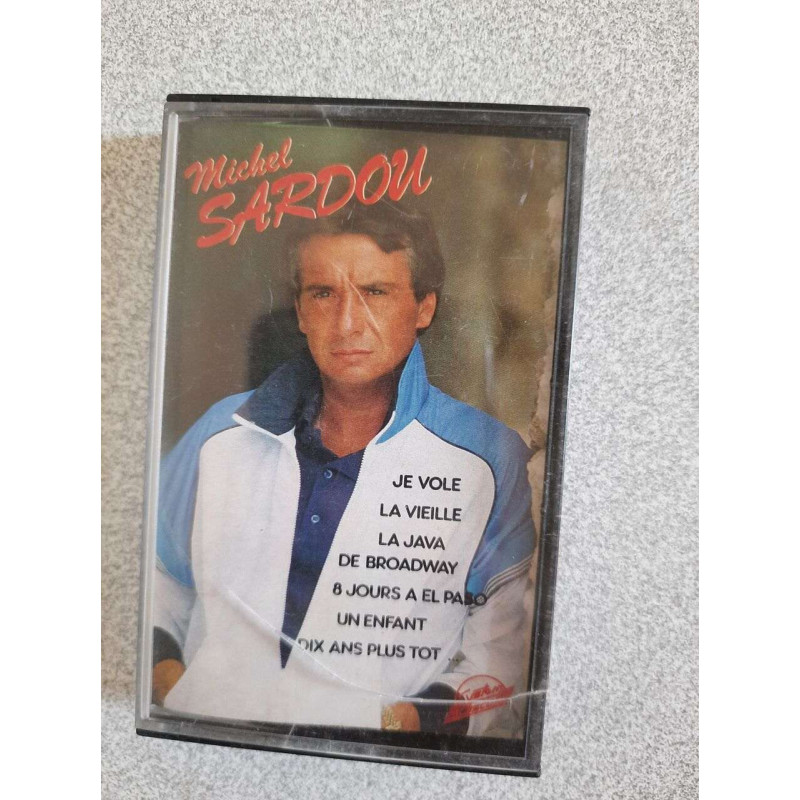 Michel
SARDOU
JE VOLE
LA VIEILLE
LA JAVA
DE BROADWAY
8 JOURS A EL PASO
UN ENFANT
DIX ANS PLUS TOT ...